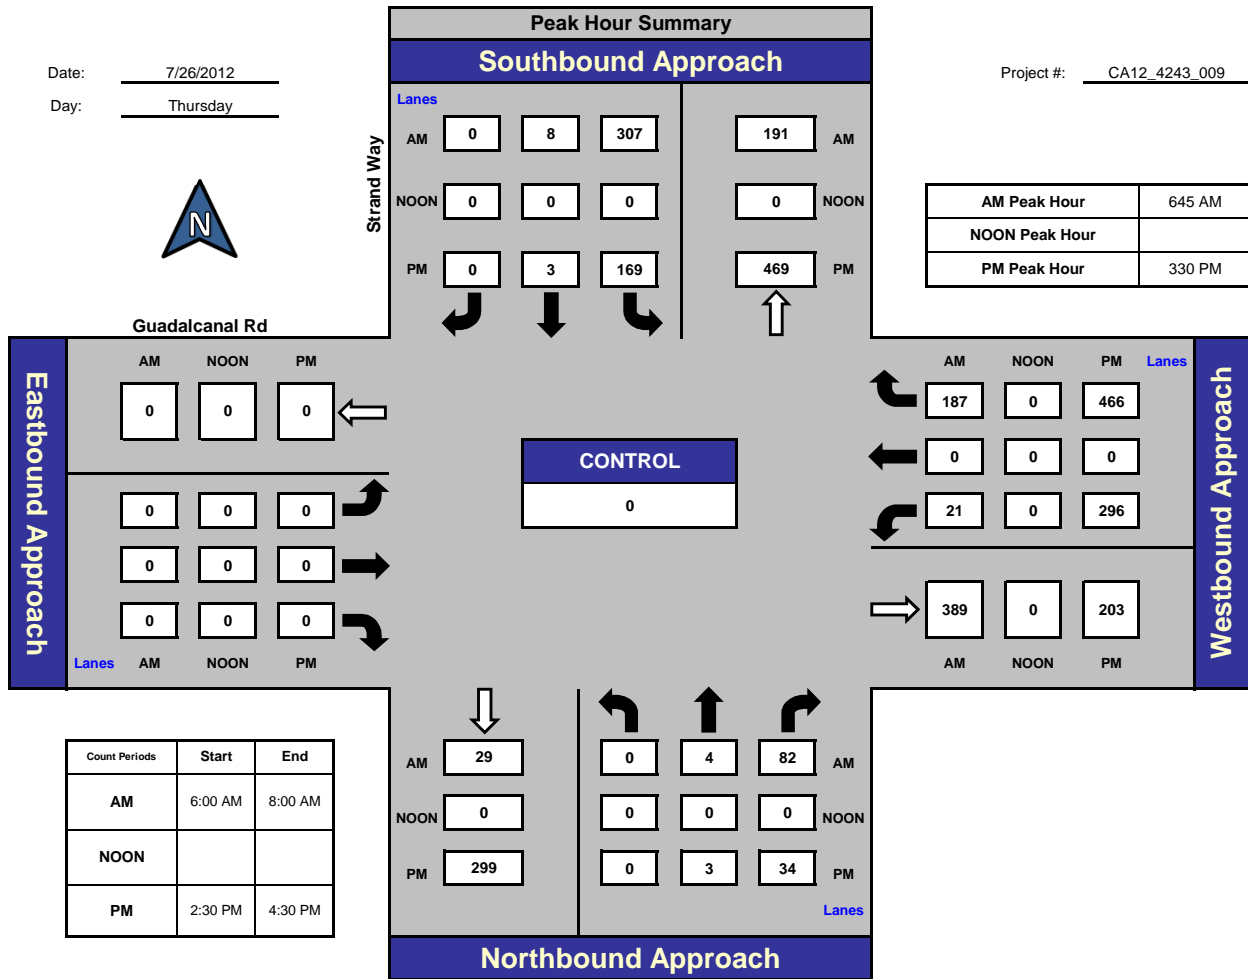 Peak Hour Summary
Southbound Approach
Date: 7/26/2012
Day: Thursday
Project #: CA12_4243_009
Lanes
AM 0 8 307 191 AM
NOON 0 0 0 0 NOON
PM 0 3 169 469 PM
Strand Way
N
AM Peak Hour 645 AM
NOON Peak Hour
PM Peak Hour 330 PM
Guadalcanal Rd
Eastbound Approach
AM NOON PM
0 0 0
0 0 0
0 0 0
0 0 0
Lanes AM NOON PM
CONTROL
0
AM NOON PM Lanes
187 0 466
0 0 0
21 0 296
389 0 203
AM NOON PM
Westbound Approach
Count Periods Start End
AM 6:00 AM 8:00 AM
NOON
PM 2:30 PM 4:30 PM
AM 29 0 4 82 AM
NOON 0 0 0 0 NOON
PM 299 0 3 34 PM
Lanes
Northbound Approach